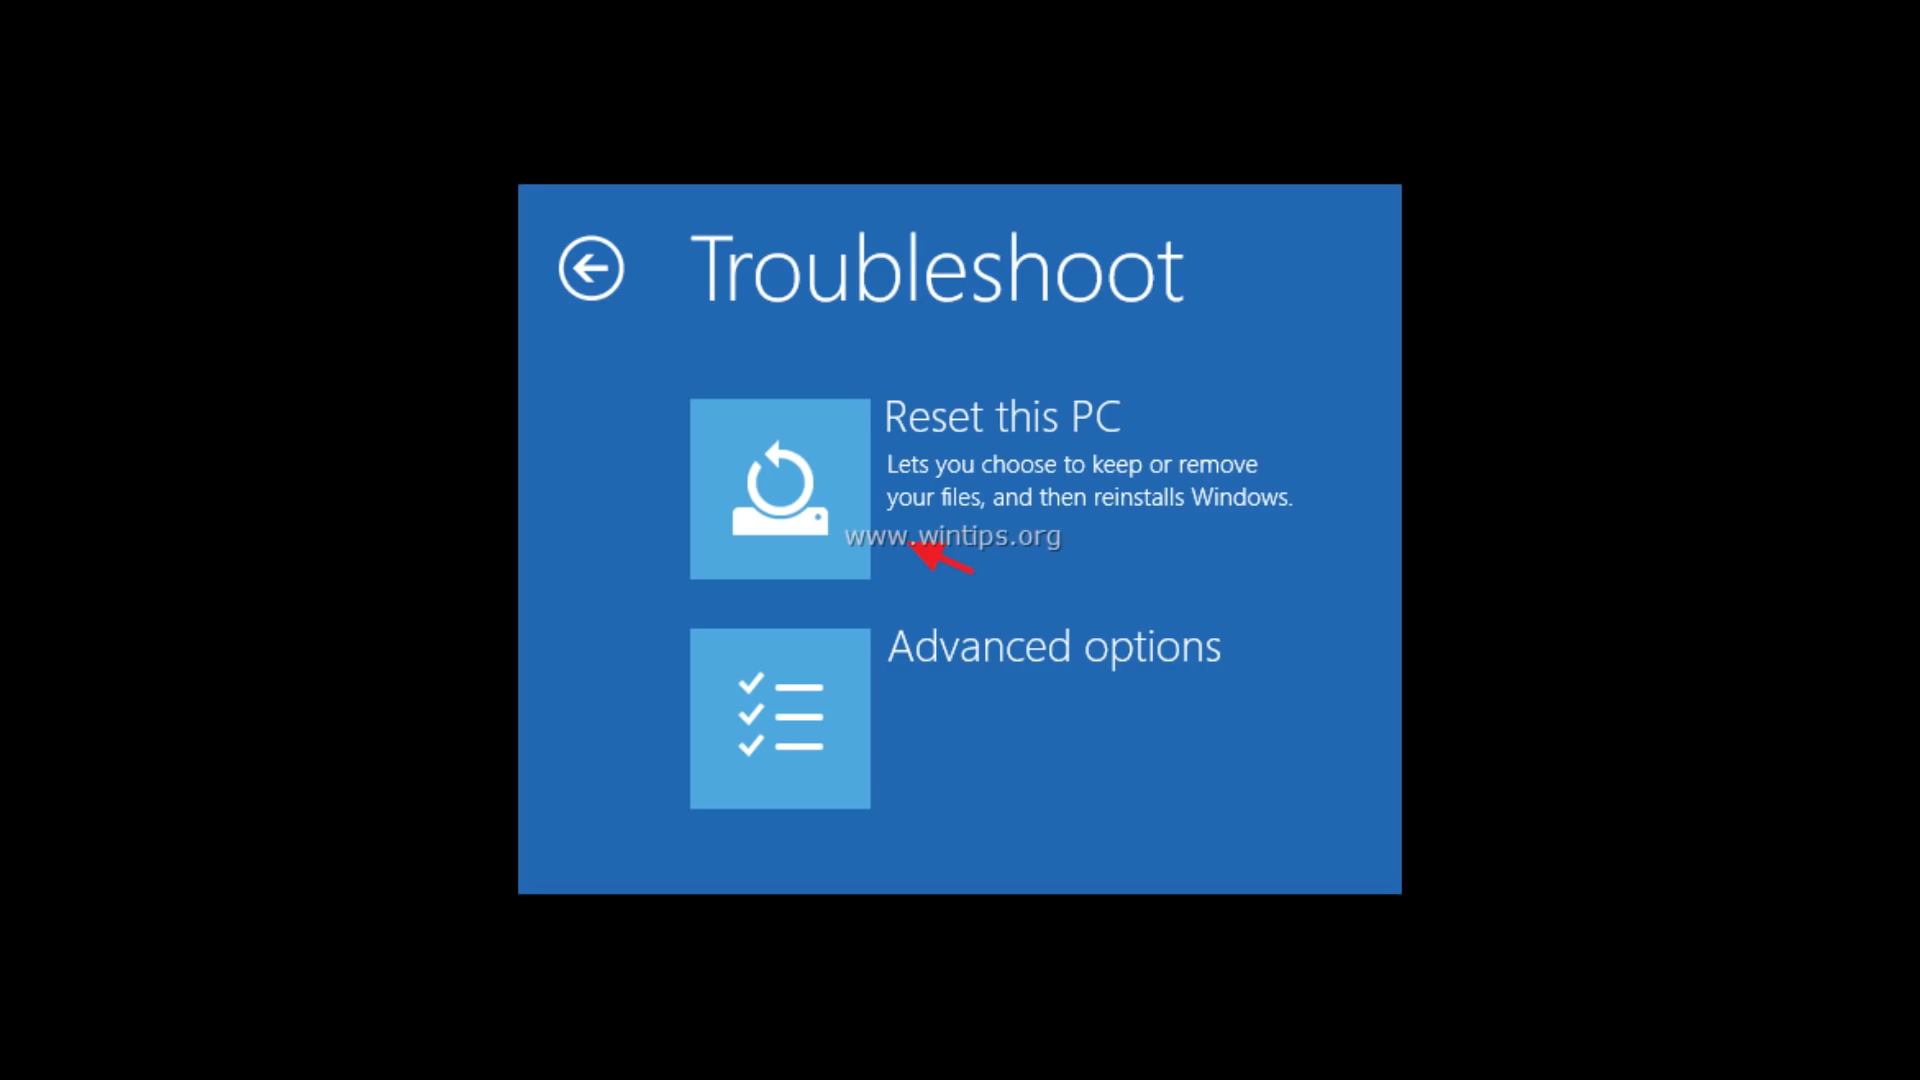 Troubleshoot
Reset this PC
Lets you choose to keep or remove
your files, and then reinstalls Windows.
www.wintips.org
Advanced options